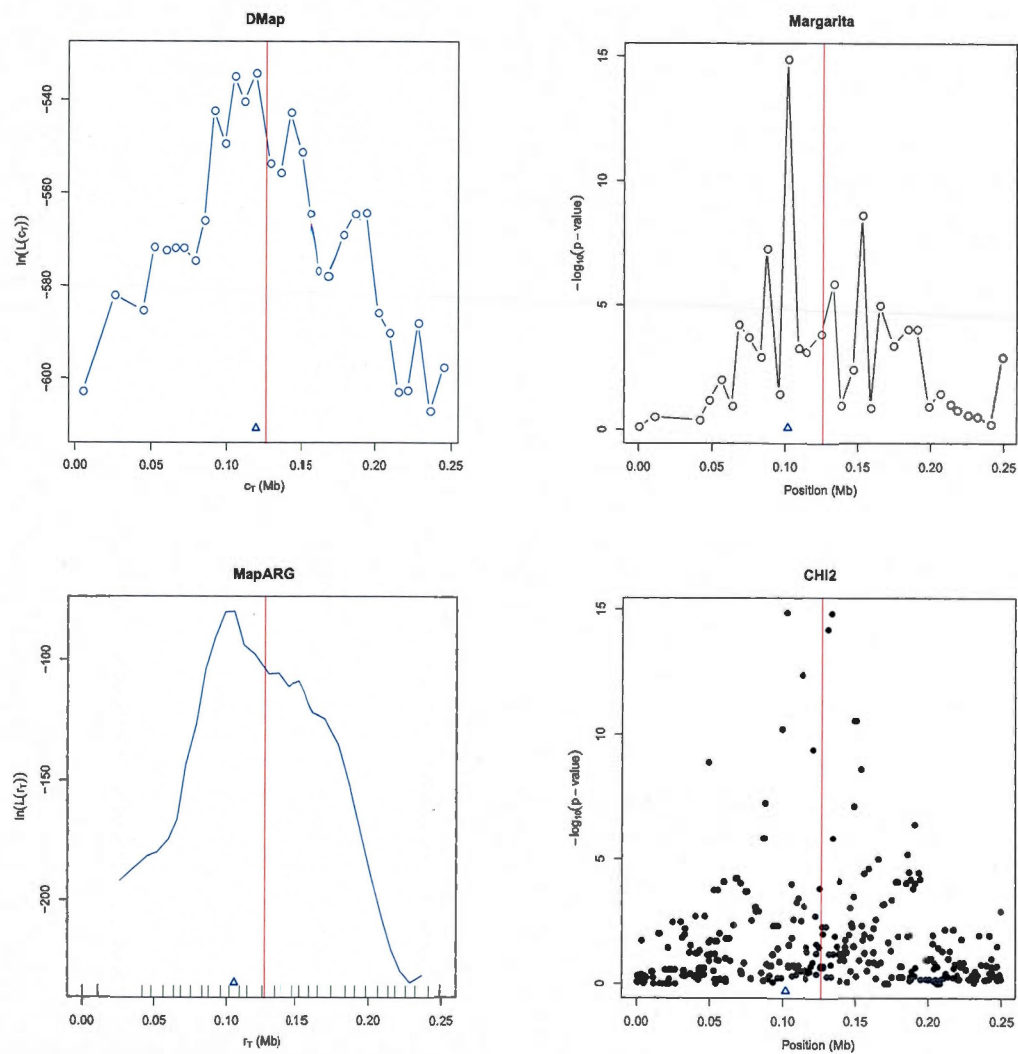 DMap
ln(L(c_T))
−540
−560
−580
−600
0.00 0.05 0.10 0.15 0.20 0.25
c_T (Mb)
Margarita
−log₁₀(p − value)
15
10
5
0
0.00 0.05 0.10 0.15 0.20 0.25
Position (Mb)
MapARG
ln(L(r_T))
−100
−150
−200
0.00 0.05 0.10 0.15 0.20 0.25
r_T (Mb)
CHI2
−log₁₀(p − value)
15
10
5
0
0.00 0.05 0.10 0.15 0.20 0.25
Position (Mb)